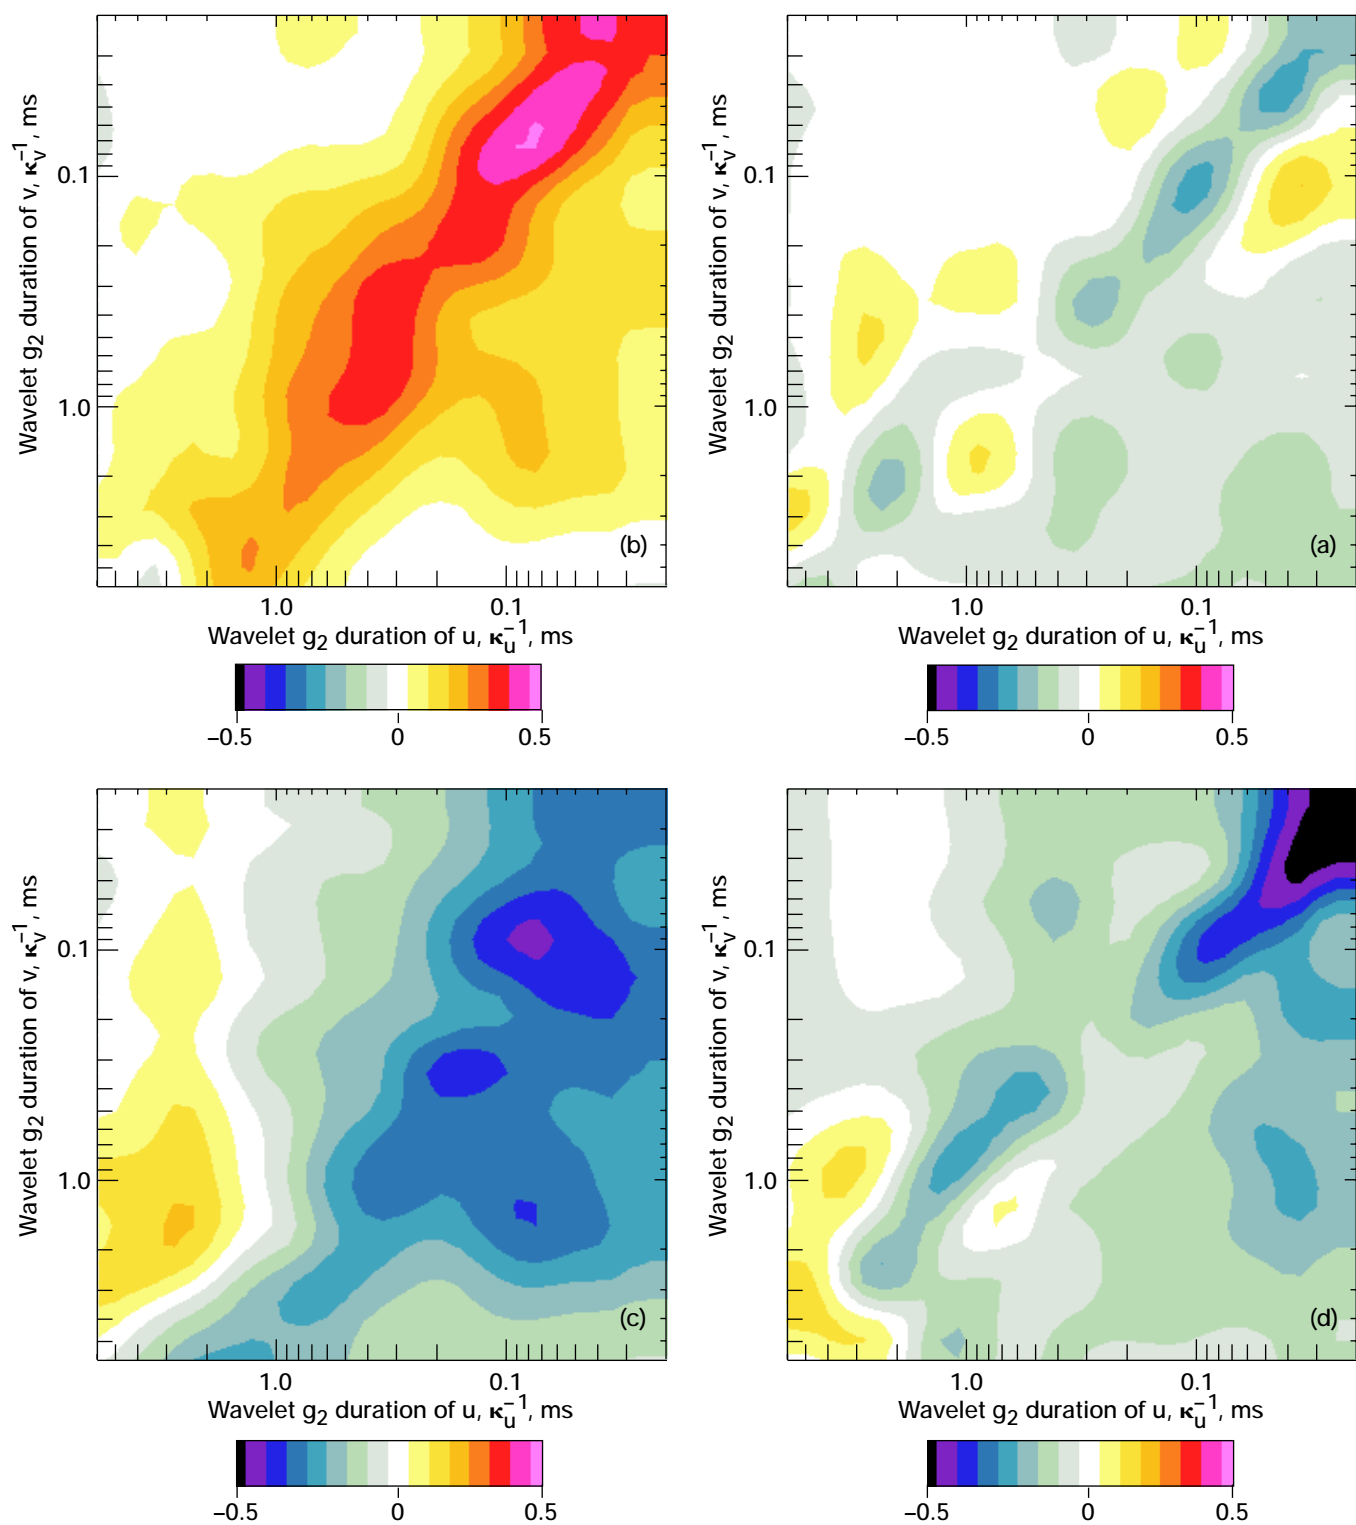 Wavelet g2 duration of v, κv−1, ms
0.1
1.0
(b)
1.0 0.1
Wavelet g2 duration of u, κu−1, ms
−0.5 0 0.5
Wavelet g2 duration of v, κv−1, ms
0.1
1.0
(a)
1.0 0.1
Wavelet g2 duration of u, κu−1, ms
−0.5 0 0.5
Wavelet g2 duration of v, κv−1, ms
0.1
1.0
(c)
1.0 0.1
Wavelet g2 duration of u, κu−1, ms
−0.5 0 0.5
Wavelet g2 duration of v, κv−1, ms
0.1
1.0
(d)
1.0 0.1
Wavelet g2 duration of u, κu−1, ms
−0.5 0 0.5